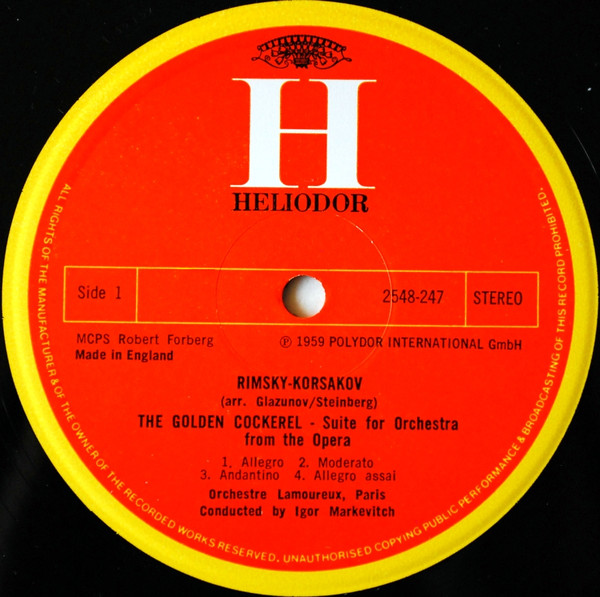 H
HELIODOR
Side 1
2548-247
STEREO
MCPS Robert Forberg
Made in England
℗ 1959 POLYDOR INTERNATIONAL GmbH
RIMSKY-KORSAKOV
(arr. Glazunov/Steinberg)
THE GOLDEN COCKEREL - Suite for Orchestra
from the Opera
1. Allegro 2. Moderato
3. Andantino 4. Allegro assai
Orchestre Lamoureux, Paris
Conducted by Igor Markevitch
ALL RIGHTS OF THE MANUFACTURER & OF THE OWNER OF THE RECORDED WORKS RESERVED, UNAUTHORISED COPYING PUBLIC PERFORMANCE & BROADCASTING OF THIS RECORD PROHIBITED.